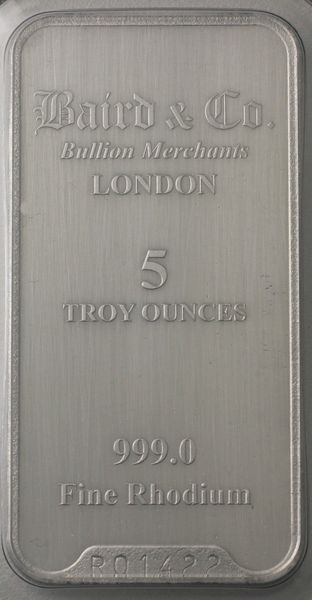 Baird & Co.
Bullion Merchants
LONDON
5
TROY OUNCES
999.0
Fine Rhodium
R01422